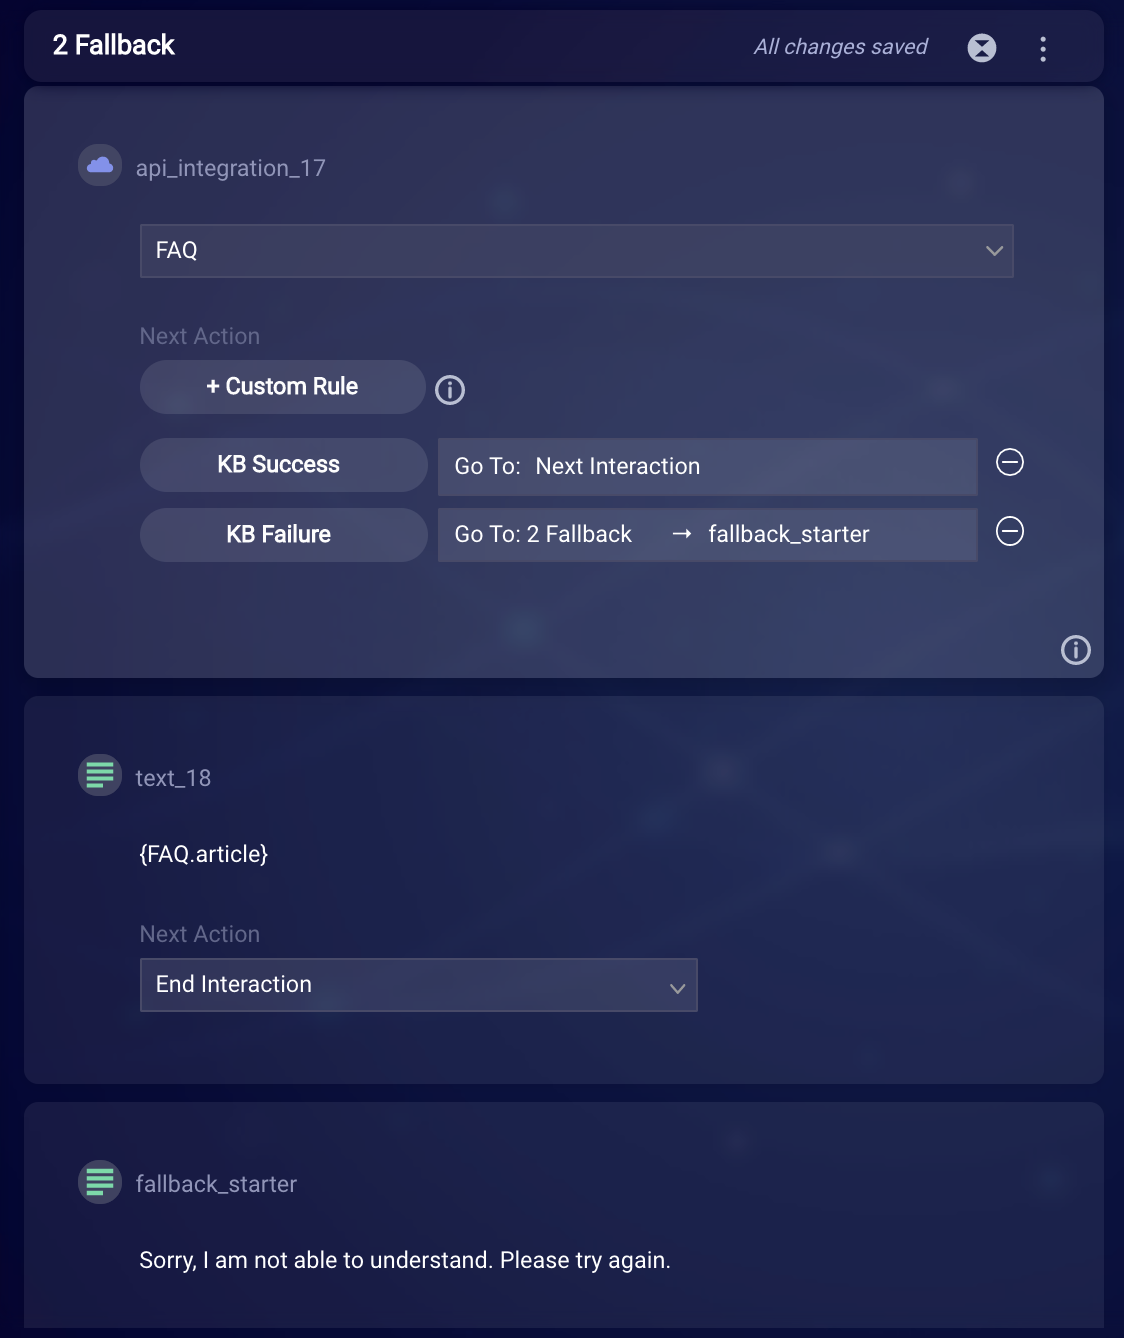 2 Fallback
All changes saved
api_integration_17
FAQ
Next Action
+ Custom Rule
KB Success
Go To: Next Interaction
KB Failure
Go To: 2 Fallback → fallback_starter
text_18
{FAQ.article}
Next Action
End Interaction
fallback_starter
Sorry, I am not able to understand. Please try again.